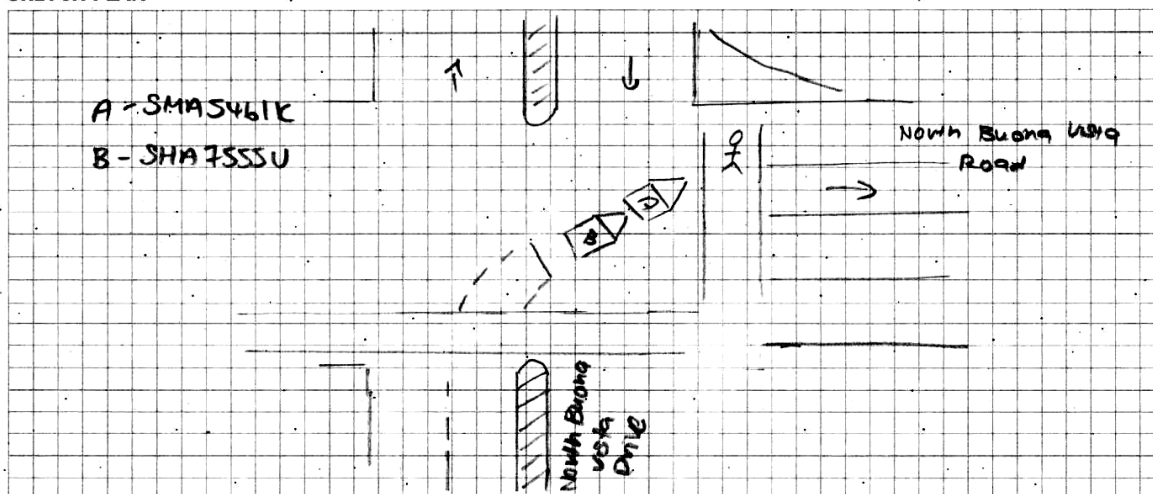 A - SMA5461K
B - SHA7555U
North Buona Vista
Road
B
North Buona
Vista
Drive